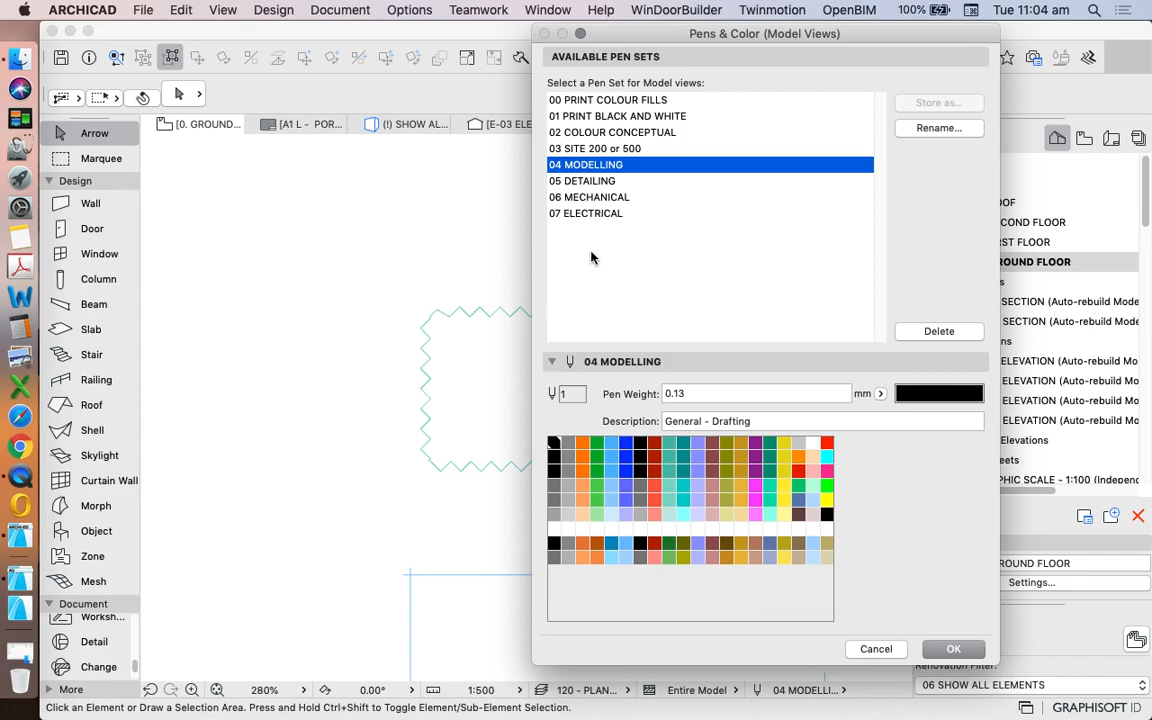 ARCHICAD File Edit View Design Document Options Teamwork Window Help WinDoorBuilder Twinmotion OpenBIM 100% Tue 11:04 am
Pens & Color (Model Views)
AVAILABLE PEN SETS
Select a Pen Set for Model views:
00 PRINT COLOUR FILLS
01 PRINT BLACK AND WHITE
02 COLOUR CONCEPTUAL
03 SITE 200 or 500
04 MODELLING
05 DETAILING
06 MECHANICAL
07 ELECTRICAL
Store as...
Rename...
Delete
04 MODELLING
1 Pen Weight: 0.13 mm
Description: General - Drafting
Cancel OK
[0. GROUND... [A1 L - POR... (!) SHOW AL... [E-03 ELE
Arrow
Marquee
Design
Wall
Door
Window
Column
Beam
Slab
Stair
Railing
Roof
Shell
Skylight
Curtain Wall
Morph
Object
Zone
Mesh
Document
Worksh...
Detail
Change
More
OOF
COND FLOOR
RST FLOOR
ROUND FLOOR
s
SECTION (Auto-rebuild Mode
SECTION (Auto-rebuild Mode
ns
ELEVATION (Auto-rebuild Mo
ELEVATION (Auto-rebuild Mo
ELEVATION (Auto-rebuild Mo
ELEVATION (Auto-rebuild Mo
Elevations
eets
PHIC SCALE - 1:100 (Independen
ROUND FLOOR
Settings...
Renovation Filter:
06 SHOW ALL ELEMENTS
280% 0.00° 1:500 120 - PLAN... Entire Model 04 MODELLI...
Click an Element or Draw a Selection Area. Press and Hold Ctrl+Shift to Toggle Element/Sub-Element Selection.
GRAPHISOFT ID